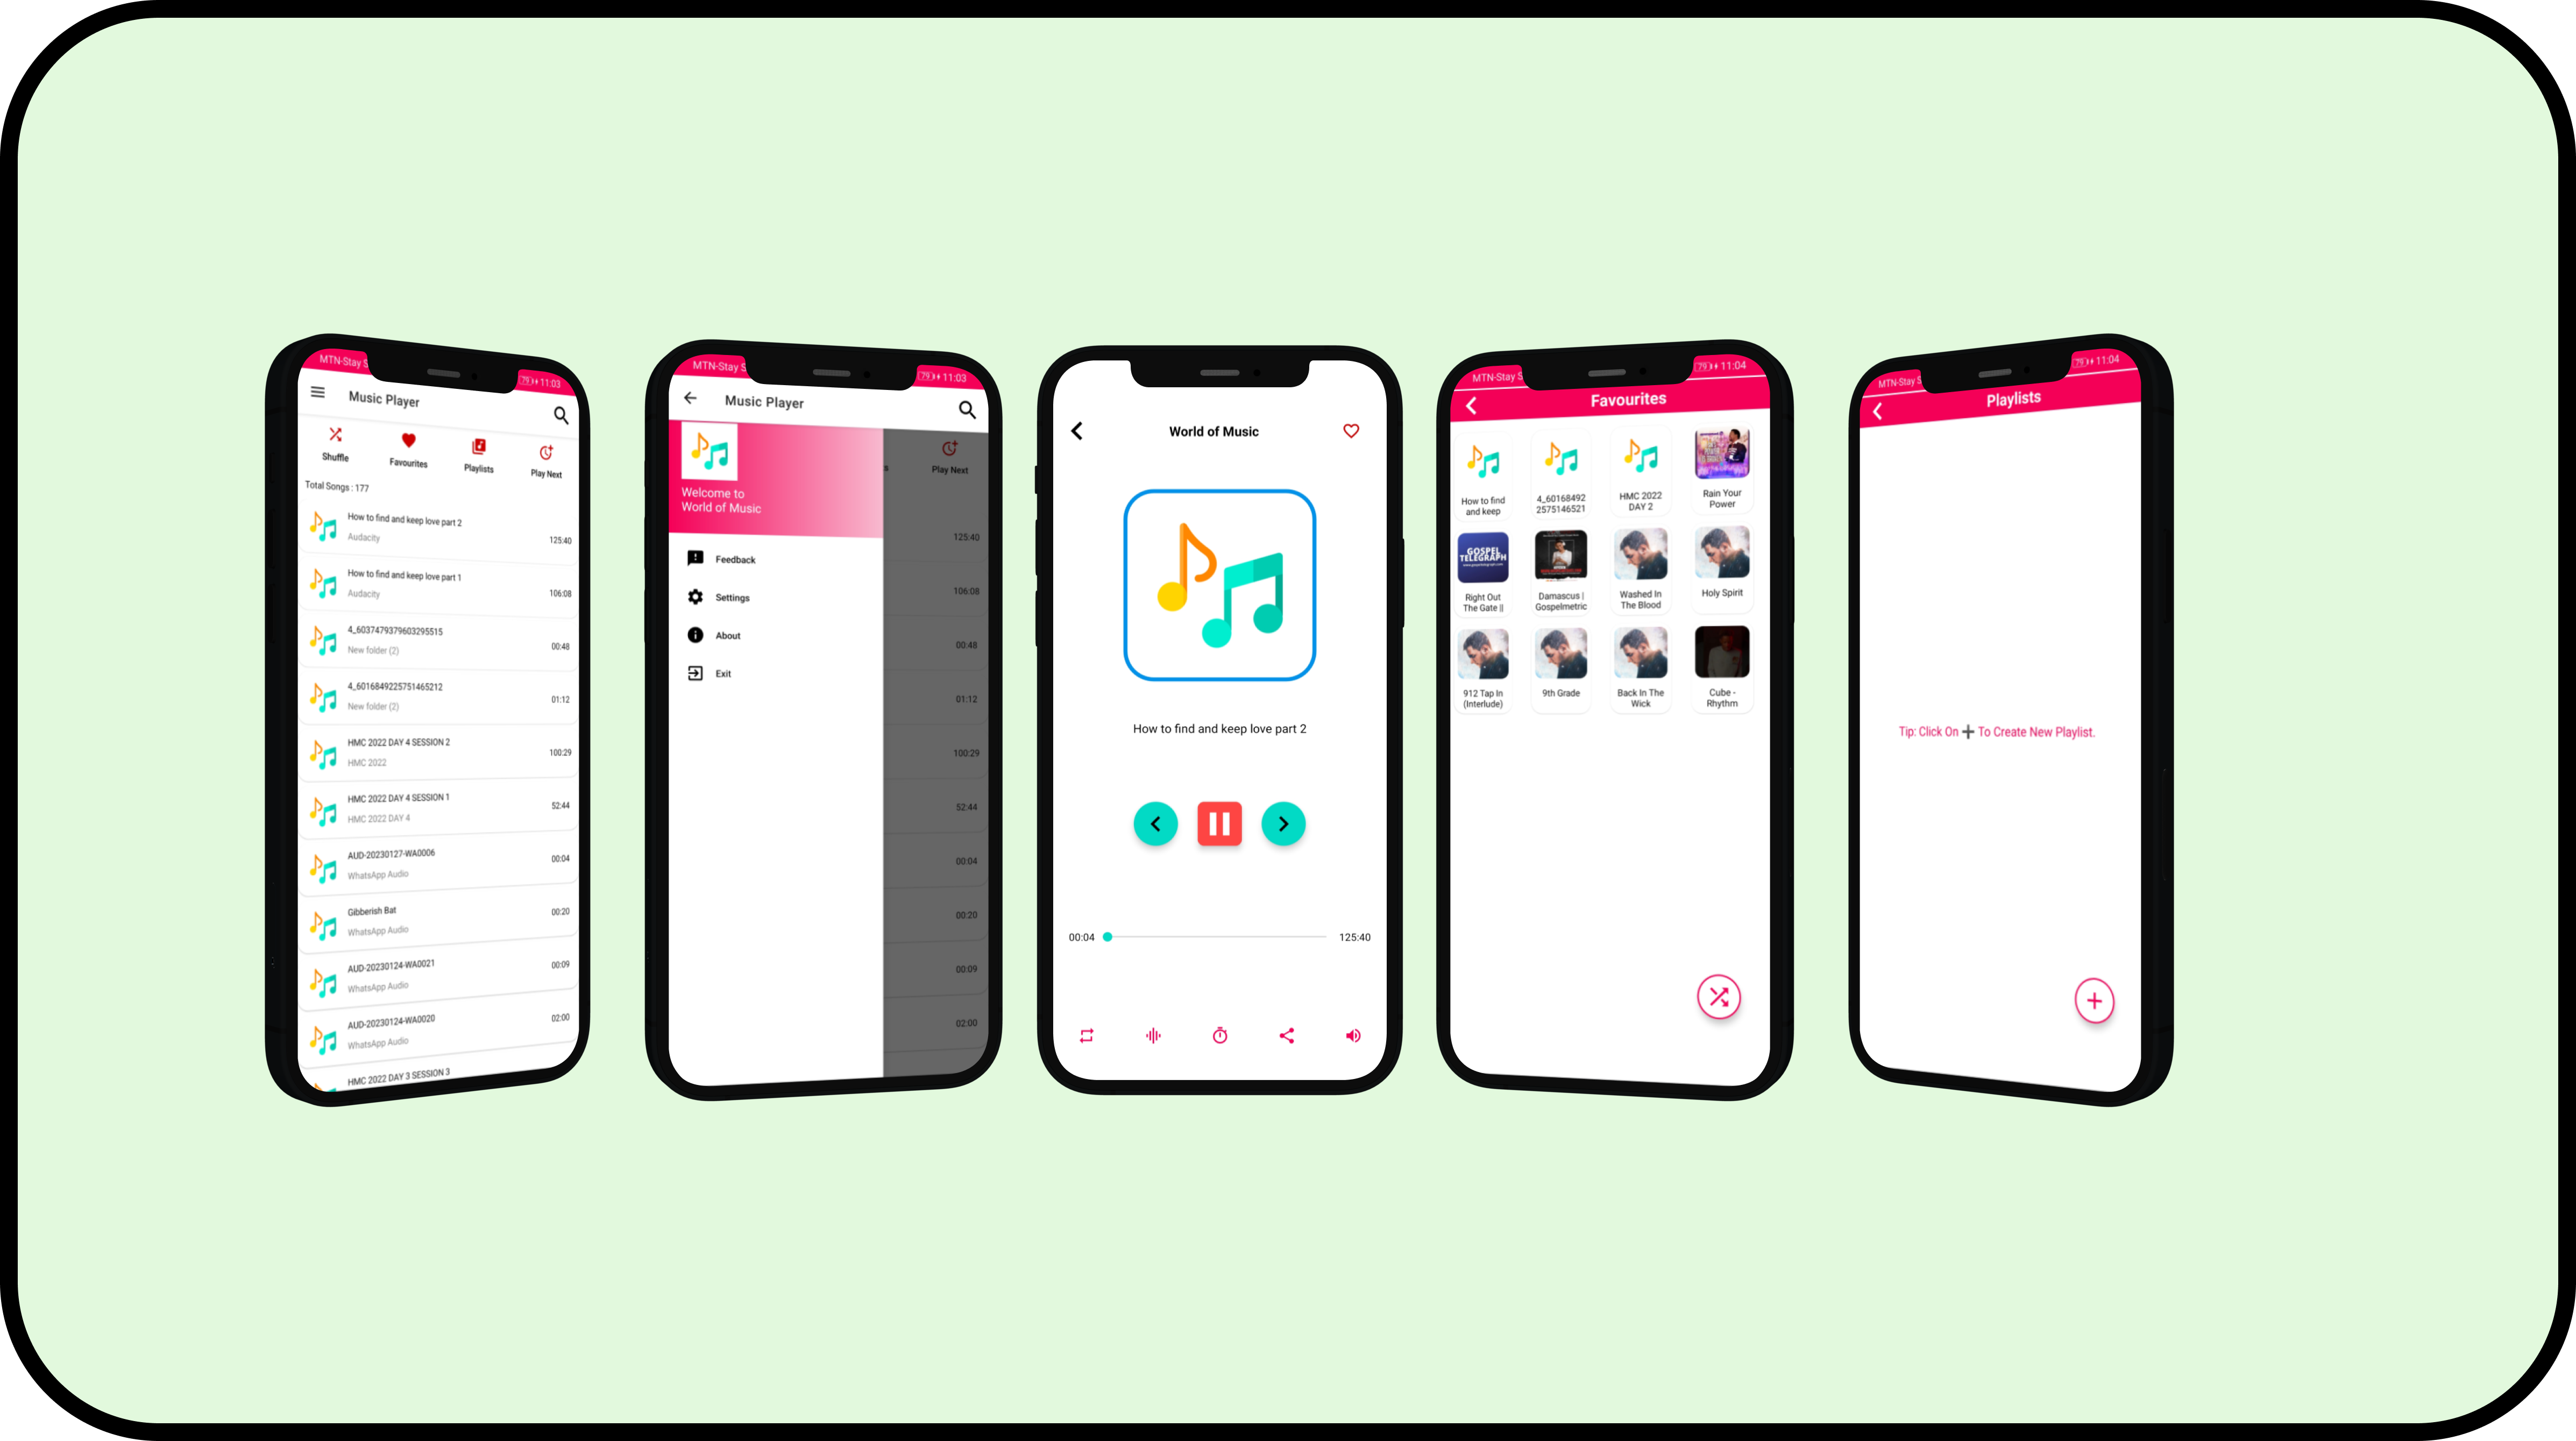 MTN-Stay S
79 11:03
Music Player
Shuffle
Favourites
Playlists
Play Next
Total Songs : 177
How to find and keep love part 2
Audacity
125:40
How to find and keep love part 1
Audacity
106:08
4_6037479379603295515
New folder (2)
00:48
4_6016849225751465212
New folder (2)
01:12
HMC 2022 DAY 4 SESSION 2
HMC 2022
100:29
HMC 2022 DAY 4 SESSION 1
HMC 2022 DAY 4
52:44
AUD-20230127-WA0006
WhatsApp Audio
00:04
Gibberish Bat
WhatsApp Audio
00:20
AUD-20230124-WA0021
WhatsApp Audio
00:09
AUD-20230124-WA0020
WhatsApp Audio
02:00
HMC 2022 DAY 3 SESSION 3
MTN-Stay S
79 11:03
Music Player
s
Play Next
Welcome to
World of Music
Feedback
Settings
About
Exit
125:40
106:08
00:48
01:12
100:29
52:44
00:04
00:20
00:09
02:00
World of Music
How to find and keep love part 2
00:04
125:40
MTN-Stay S
79 11:04
Favourites
How to find
and keep
4_60168492
2575146521
HMC 2022
DAY 2
Rain Your
Power
GOSPEL
TELEGRAPH
Right Out
The Gate ||
Damascus |
Gospelmetric
Washed In
The Blood
Holy Spirit
912 Tap In
(Interlude)
9th Grade
Back In The
Wick
Cube -
Rhythm
MTN-Stay S
79 11:04
Playlists
Tip: Click On ➕ To Create New Playlist.